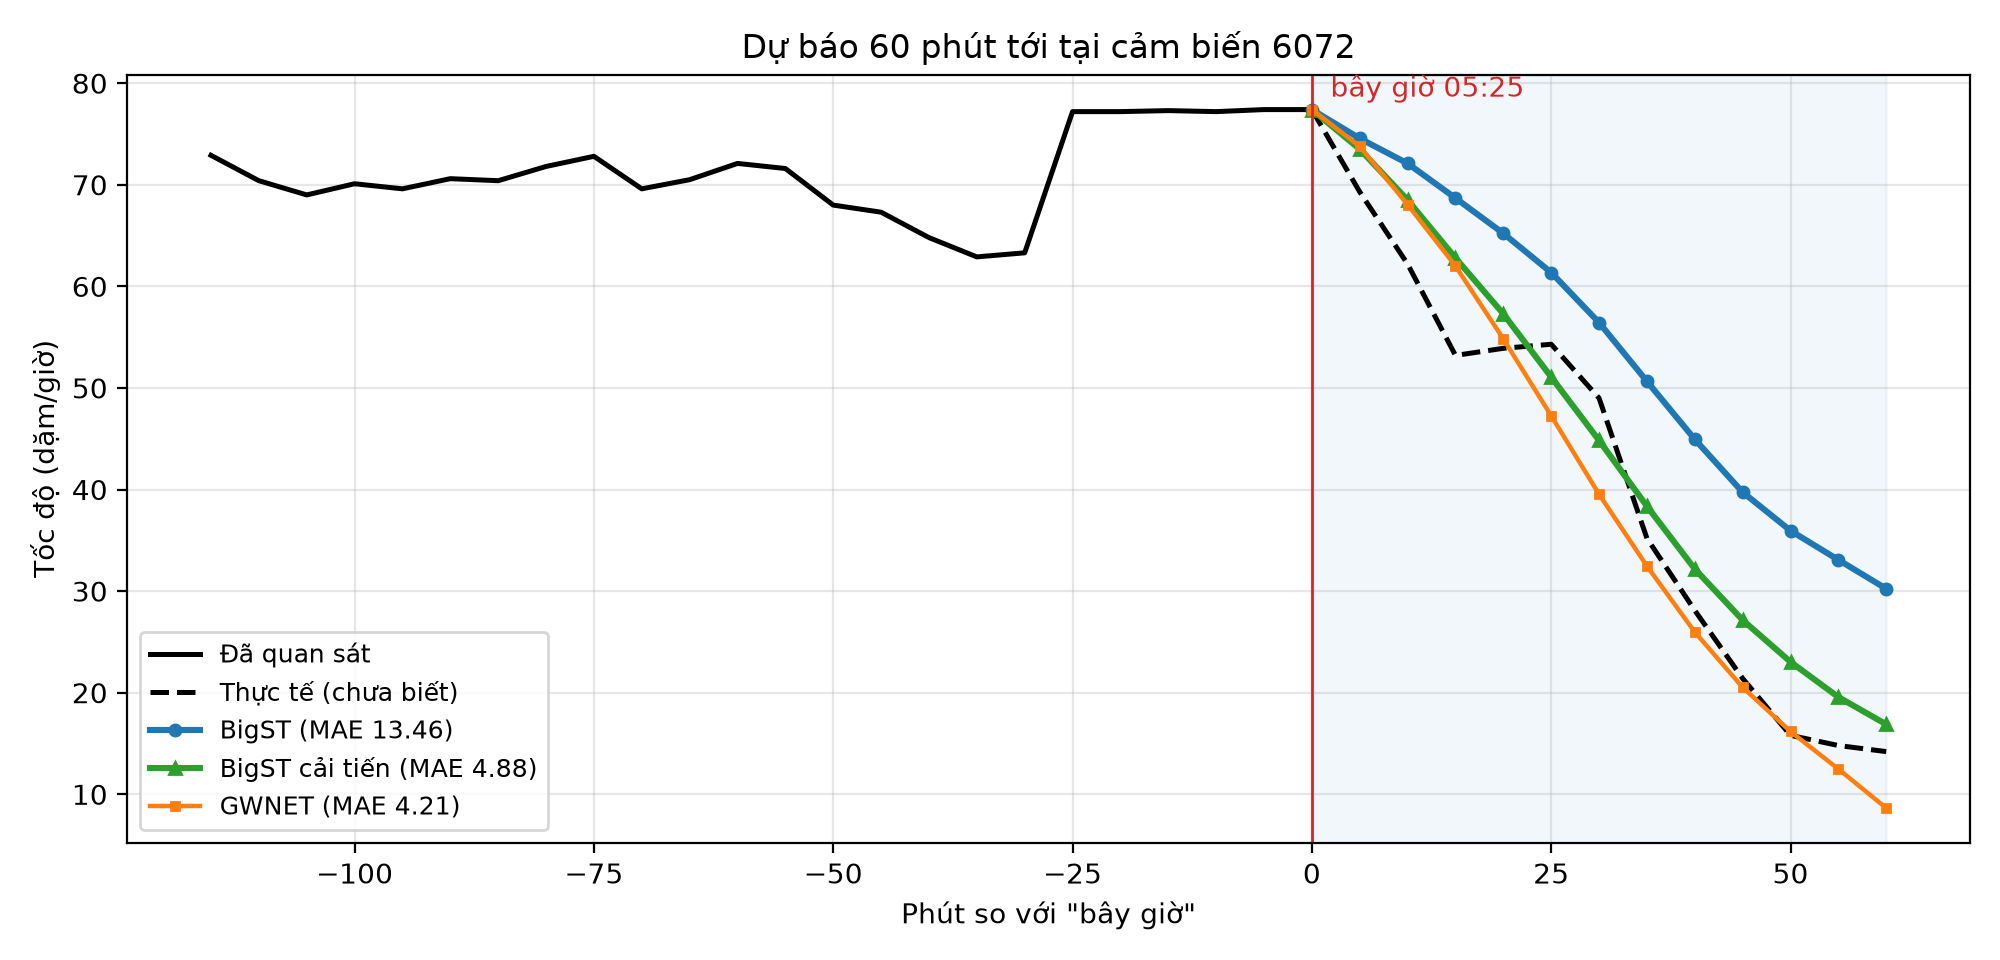 Dự báo 60 phút tới tại cảm biến 6072
bây giờ 05:25
Tốc độ (dặm/giờ)
80
70
60
50
40
30
20
10
Đã quan sát
Thực tế (chưa biết)
BigST (MAE 13.46)
BigST cải tiến (MAE 4.88)
GWNET (MAE 4.21)
−100
−75
−50
−25
0
25
50
Phút so với "bây giờ"